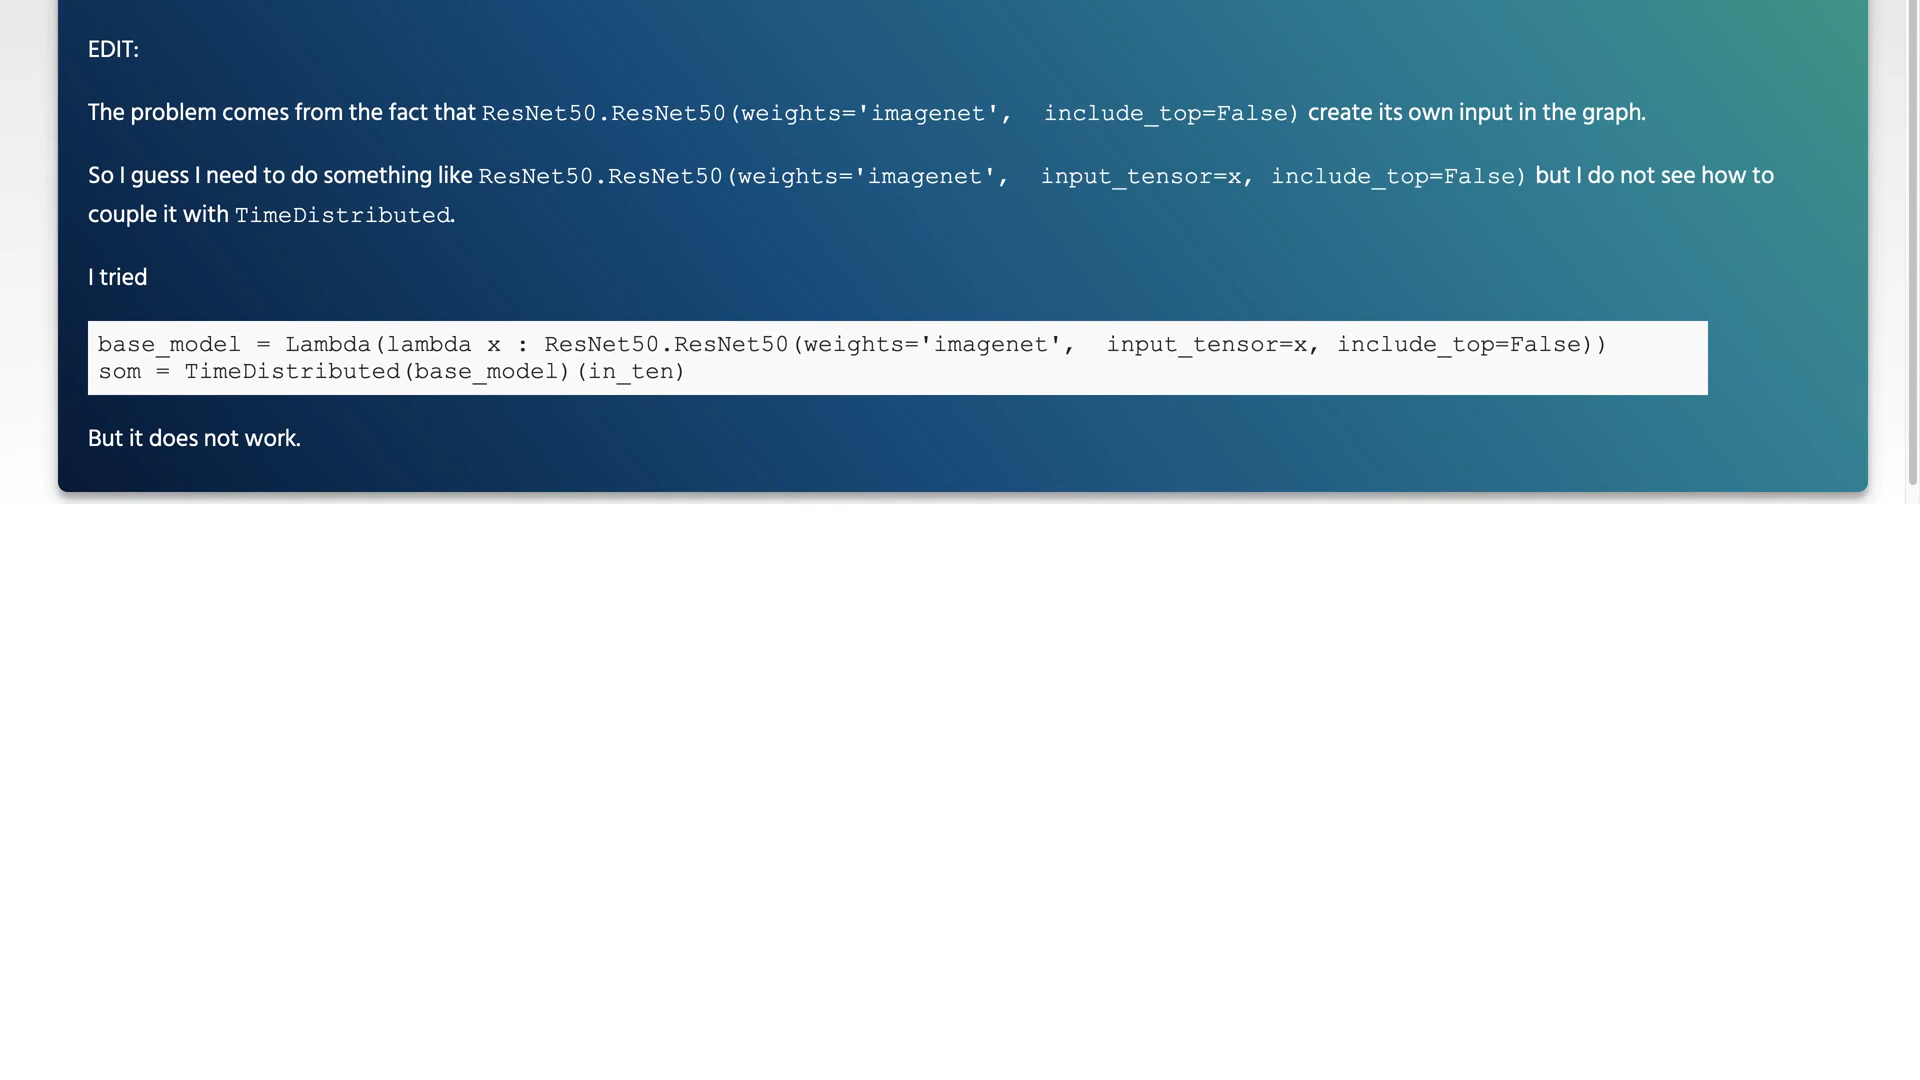 EDIT:
The problem comes from the fact that ResNet50.ResNet50(weights='imagenet',  include_top=False) create its own input in the graph.
So I guess I need to do something like ResNet50.ResNet50(weights='imagenet',  input_tensor=x, include_top=False) but I do not see how to
couple it with TimeDistributed.
I tried
base_model = Lambda(lambda x : ResNet50.ResNet50(weights='imagenet',  input_tensor=x, include_top=False))
som = TimeDistributed(base_model)(in_ten)
But it does not work.